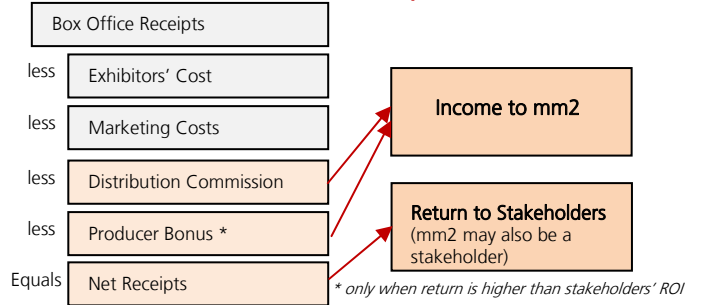 Box Office Receipts
less Exhibitors' Cost
less Marketing Costs
less Distribution Commission
less Producer Bonus *
Equals Net Receipts
Income to mm2
Return to Stakeholders
(mm2 may also be a
stakeholder)
* only when return is higher than stakeholders' ROI